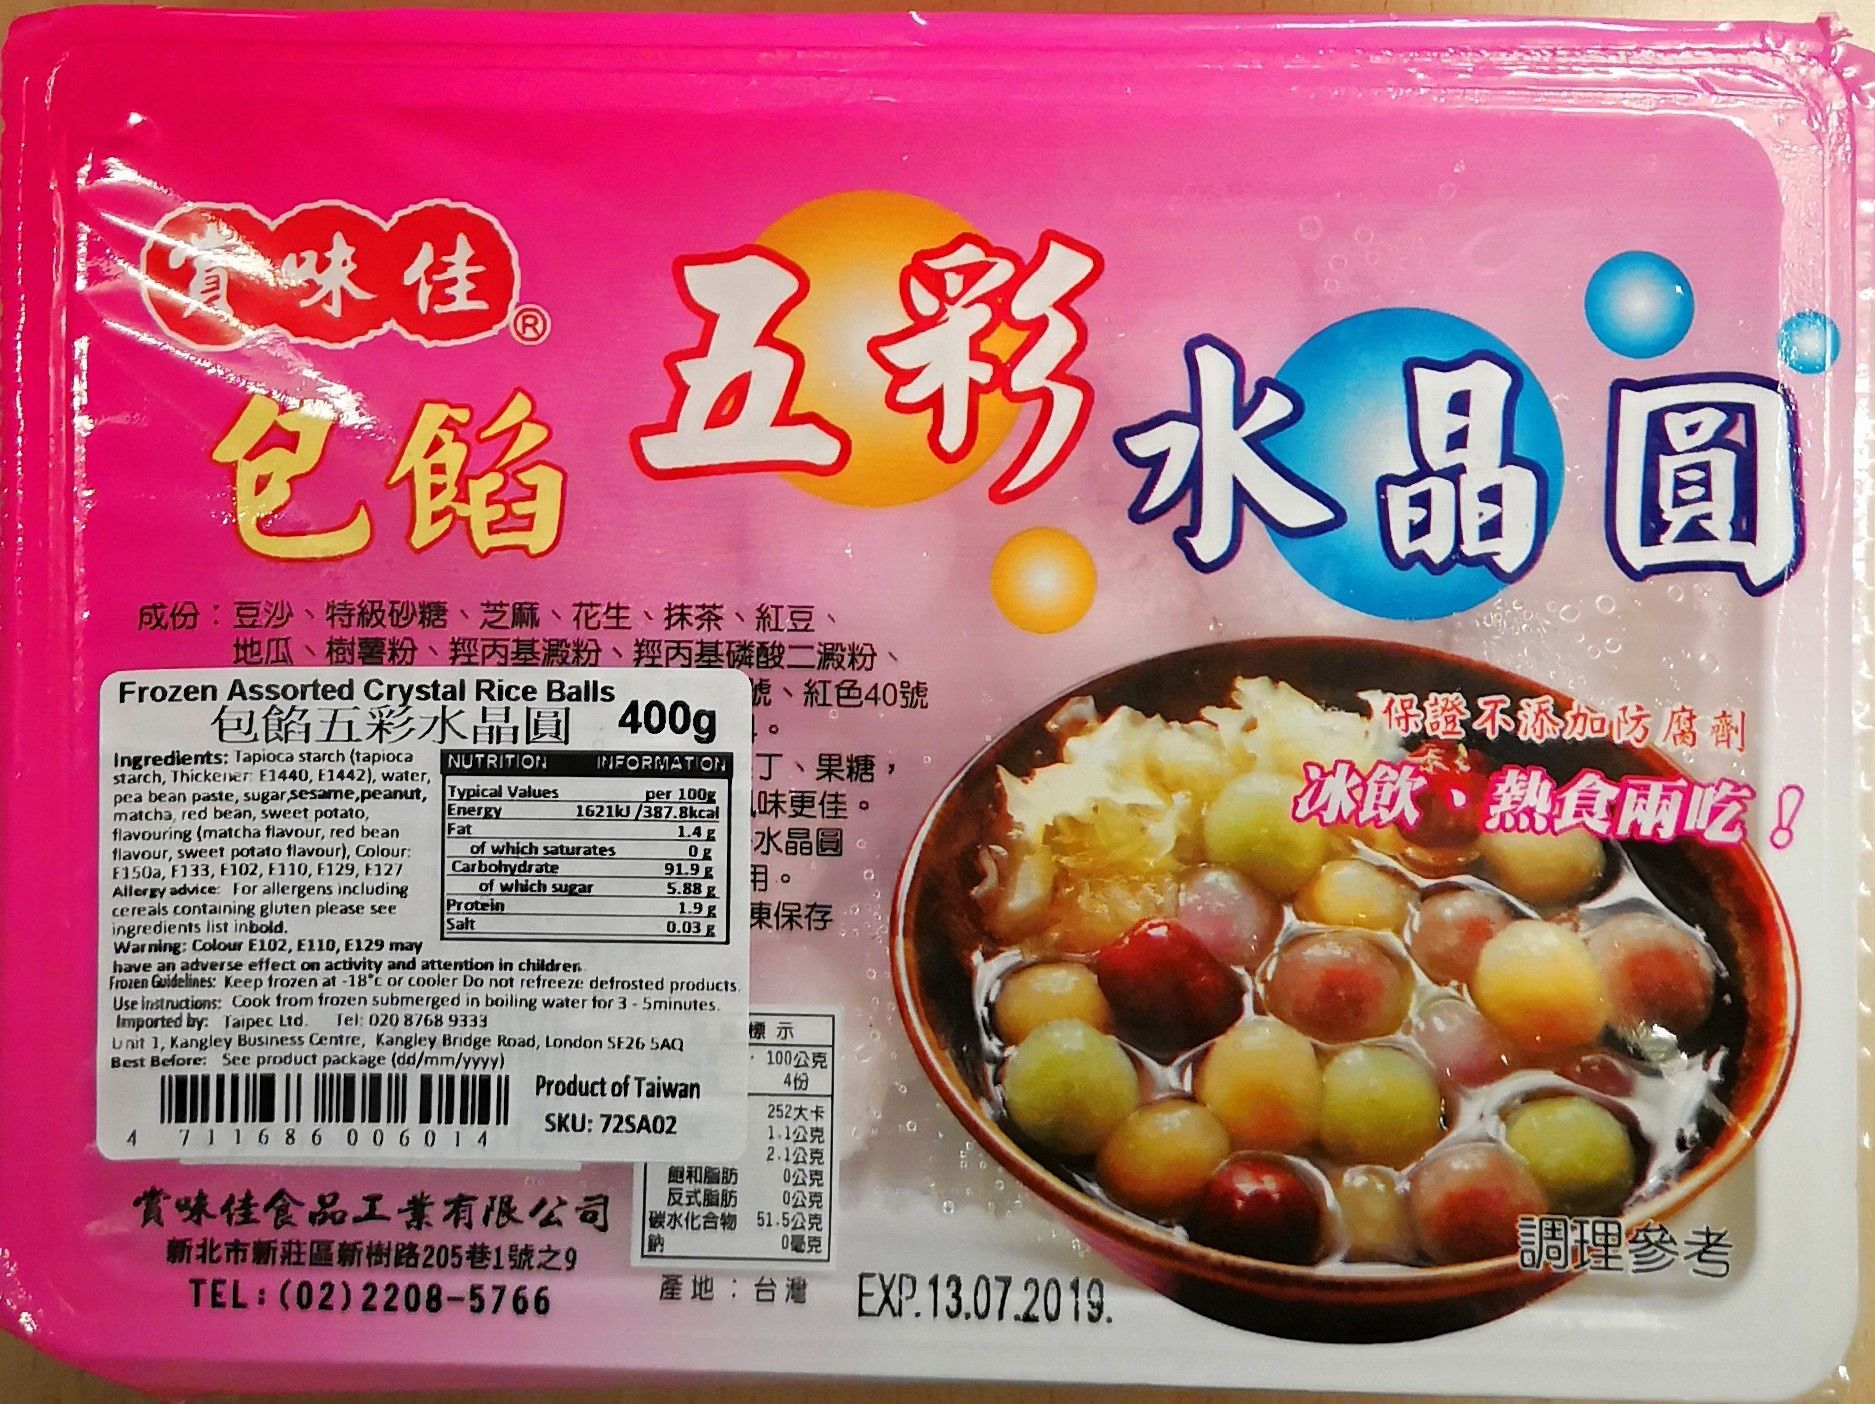 賞味佳®
包餡
五彩
水晶圓
成份：豆沙、特級砂糖、芝麻、花生、抹茶、紅豆、
地瓜、樹薯粉、羥丙基澱粉、羥丙基磷酸二澱粉、
號、紅色40號
。
丁、果糖，
味更佳。
水晶圓
用。
凍保存
保證不添加防腐劑
冰飲、熱食兩吃!
Frozen Assorted Crystal Rice Balls
包餡五彩水晶圓 400g
Ingredients: Tapioca starch (tapioca
starch, Thickener: E1440, E1442), water,
pea bean paste, sugar,sesame,peanut,
matcha, red bean, sweet potato,
flavouring (matcha flavour, red bean
flavour, sweet potato flavour), Colour:
E150a, E133, E102, E110, E129, E127
Allergy advice: For allergens including
cereals containing gluten please see
ingredients list inbold.
Warning: Colour E102, E110, E129 may
have an adverse effect on activity and attention in children.
Frozen Guidelines: Keep frozen at -18°c or cooler Do not refreeze defrosted products.
Use instructions: Cook from frozen submerged in boiling water for 3 - 5minutes.
Imported by: Taipec Ltd. Tel: 020 8768 9333
Unit 1, Kangley Business Centre, Kangley Bridge Road, London SE26 5AQ
Best Before: See product package (dd/mm/yyyy)
NUTRITION INFORMATION
Typical Values per 100g
Energy 1621kJ /387.8kcal
Fat 1.4 g
of which saturates 0 g
Carbohydrate 91.9 g
of which sugar 5.88 g
Protein 1.9 g
Salt 0.03 g
4 711686 006014
Product of Taiwan
SKU: 72SA02
標示
100公克
4份
252大卡
1.1公克
2.1公克
飽和脂肪 0公克
反式脂肪 0公克
碳水化合物 51.5公克
鈉 0毫克
賞味佳食品工業有限公司
新北市新莊區新樹路205巷1號之9
TEL:(02)2208-5766
產地：台灣
EXP.13.07.2019.
調理參考